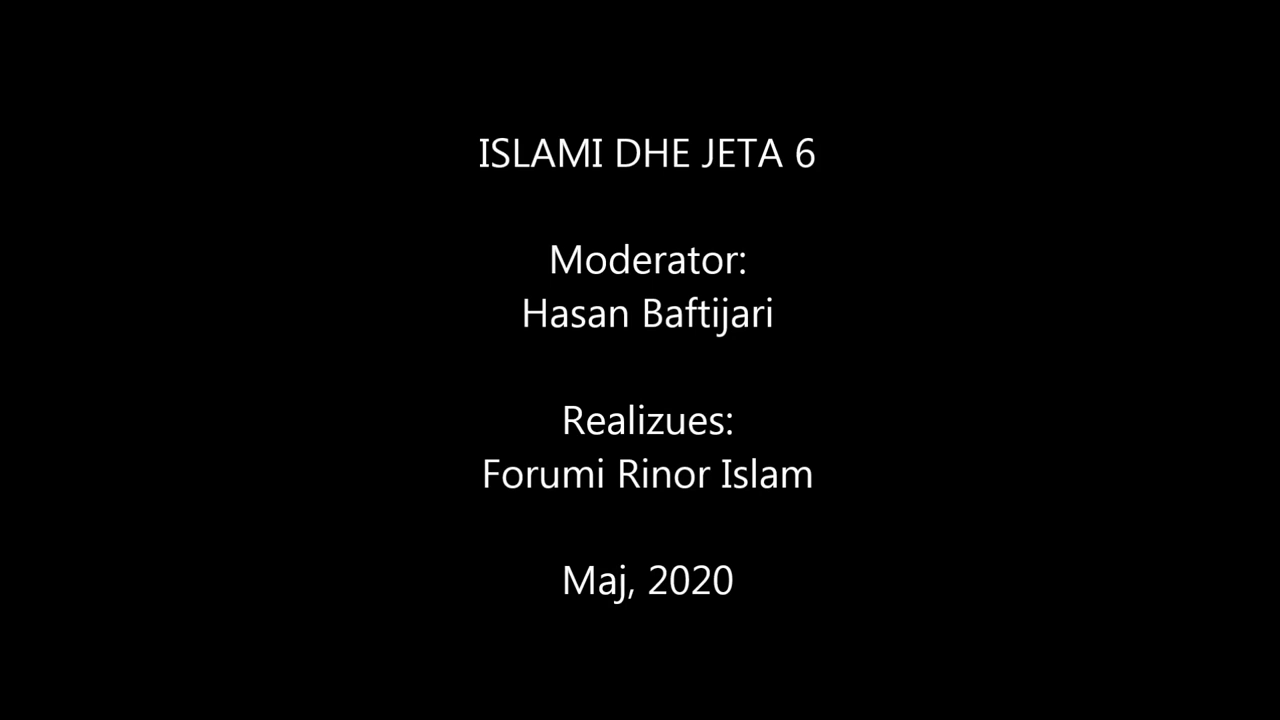 ISLAMI DHE JETA 6
Moderator:
Hasan Baftijari
Realizues:
Forumi Rinor Islam
Maj, 2020